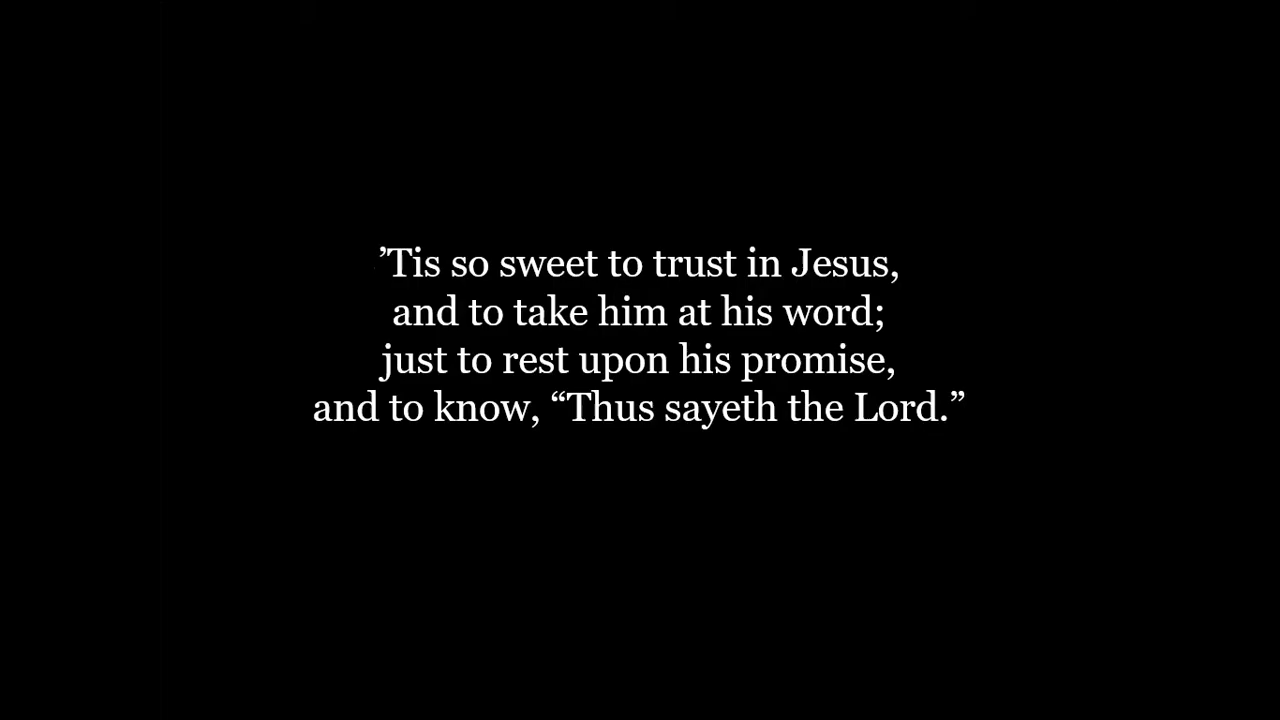 ’Tis so sweet to trust in Jesus,
and to take him at his word;
just to rest upon his promise,
and to know, “Thus sayeth the Lord.”